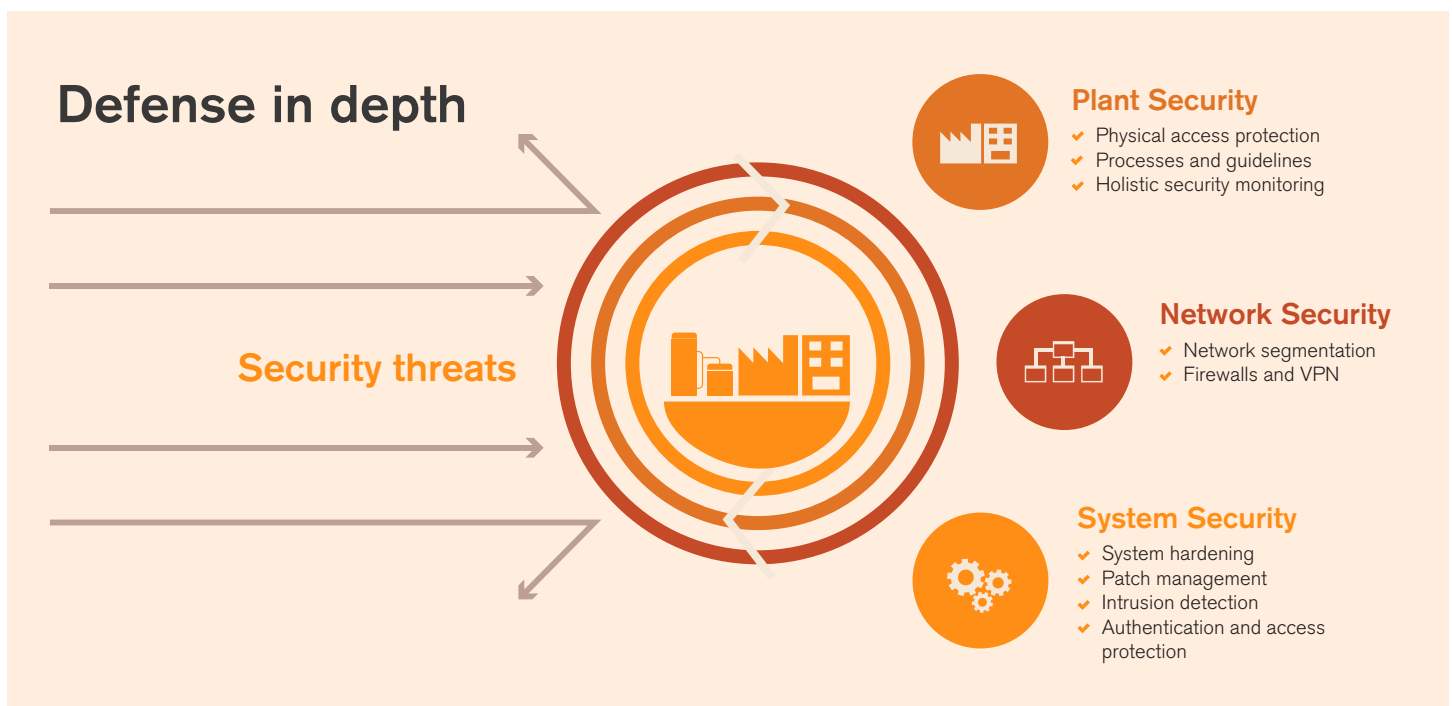 Defense in depth
Security threats
Plant Security
Physical access protection
Processes and guidelines
Holistic security monitoring
Network Security
Network segmentation
Firewalls and VPN
System Security
System hardening
Patch management
Intrusion detection
Authentication and access
protection